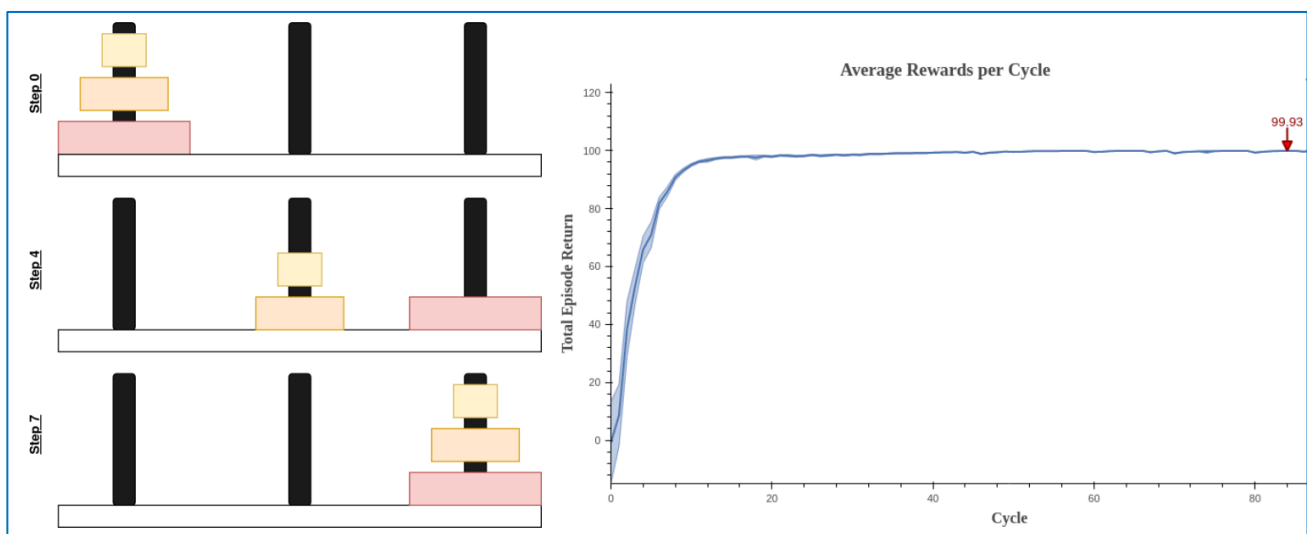 Step 0
Step 4
Step 7
Average Rewards per Cycle
120
100
80
60
40
20
0
Total Episode Return
99.93
0
20
40
60
80
Cycle